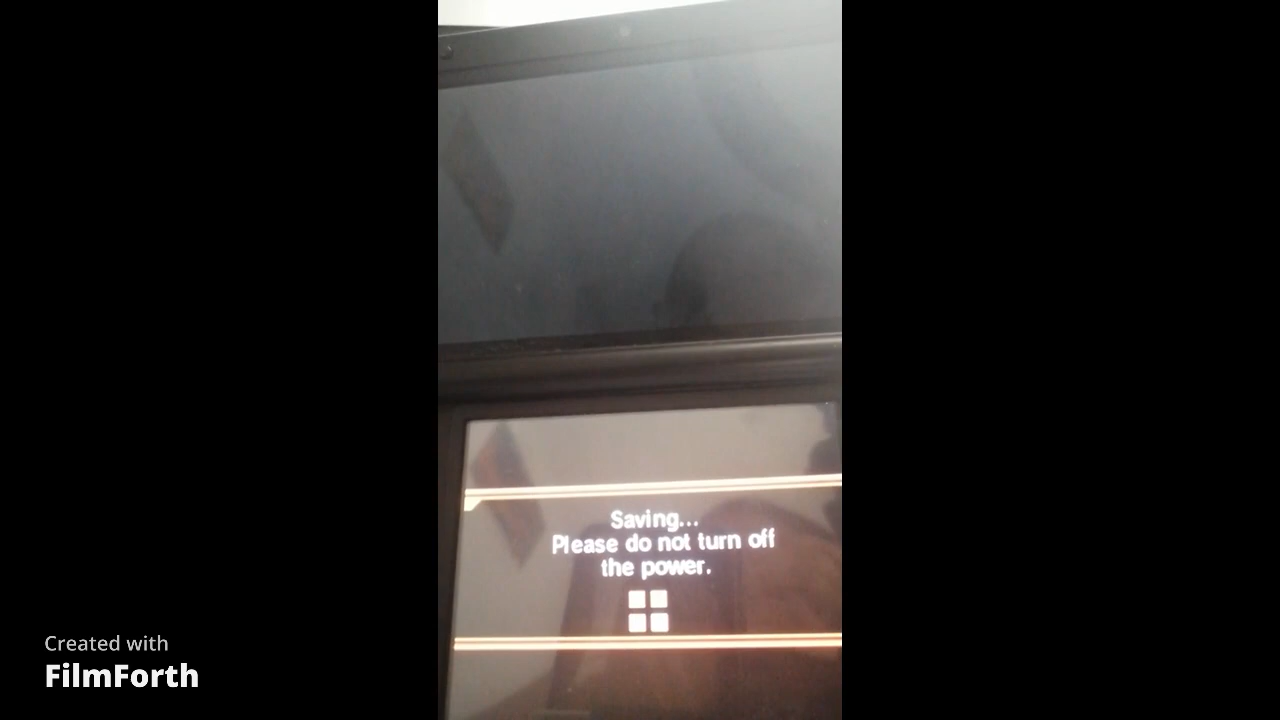 Saving...
Please do not turn off
the power.
Created with
FilmForth